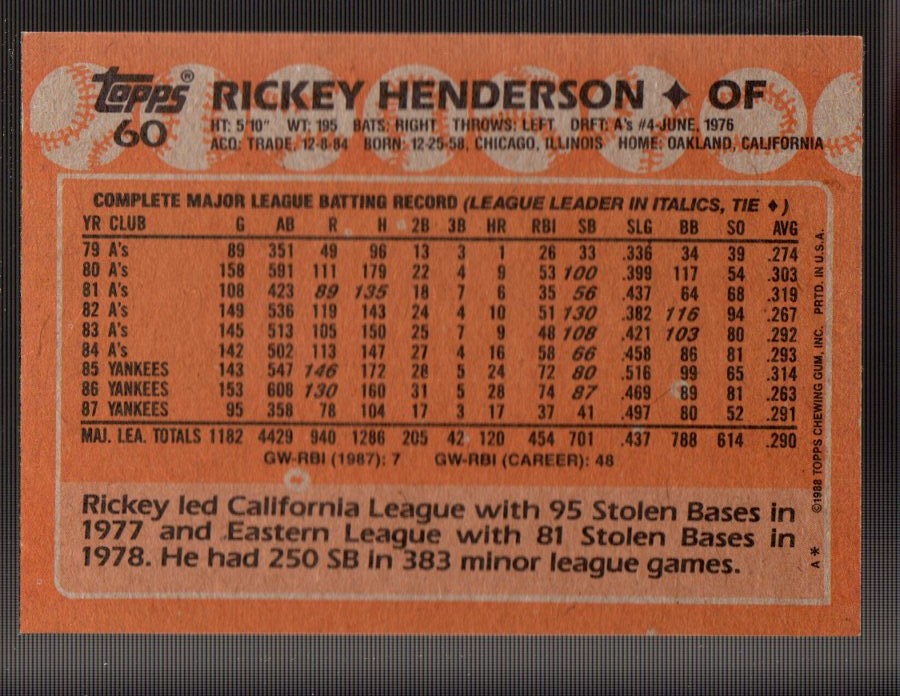 Topps® RICKEY HENDERSON ♦ OF
60 HT: 5'10" WT: 195 BATS: RIGHT THROWS: LEFT DRFT: A's #4-JUNE, 1976
ACQ: TRADE, 12-8-84 BORN: 12-25-58, CHICAGO, ILLINOIS HOME: OAKLAND, CALIFORNIA
COMPLETE MAJOR LEAGUE BATTING RECORD (LEAGUE LEADER IN ITALICS, TIE ♦)
YR CLUB G AB R H 2B 3B HR RBI SB SLG BB SO AVG
79 A's 89 351 49 96 13 3 1 26 33 .336 34 39 .274
80 A's 158 591 111 179 22 4 9 53 100 .399 117 54 .303
81 A's 108 423 89 135 18 7 6 35 56 .437 64 68 .319
82 A's 149 536 119 143 24 4 10 51 130 .382 116 94 .267
83 A's 145 513 105 150 25 7 9 48 108 .421 103 80 .292
84 A's 142 502 113 147 27 4 16 58 66 .458 86 81 .293
85 YANKEES 143 547 146 172 28 5 24 72 80 .516 99 65 .314
86 YANKEES 153 608 130 160 31 5 28 74 87 .469 89 81 .263
87 YANKEES 95 358 78 104 17 3 17 37 41 .497 80 52 .291
MAJ. LEA. TOTALS 1182 4429 940 1286 205 42 120 454 701 .437 788 614 .290
GW-RBI (1987): 7 GW-RBI (CAREER): 48
Rickey led California League with 95 Stolen Bases in
1977 and Eastern League with 81 Stolen Bases in
1978. He had 250 SB in 383 minor league games.
A* ©1988 TOPPS CHEWING GUM, INC. PRTD. IN U.S.A.